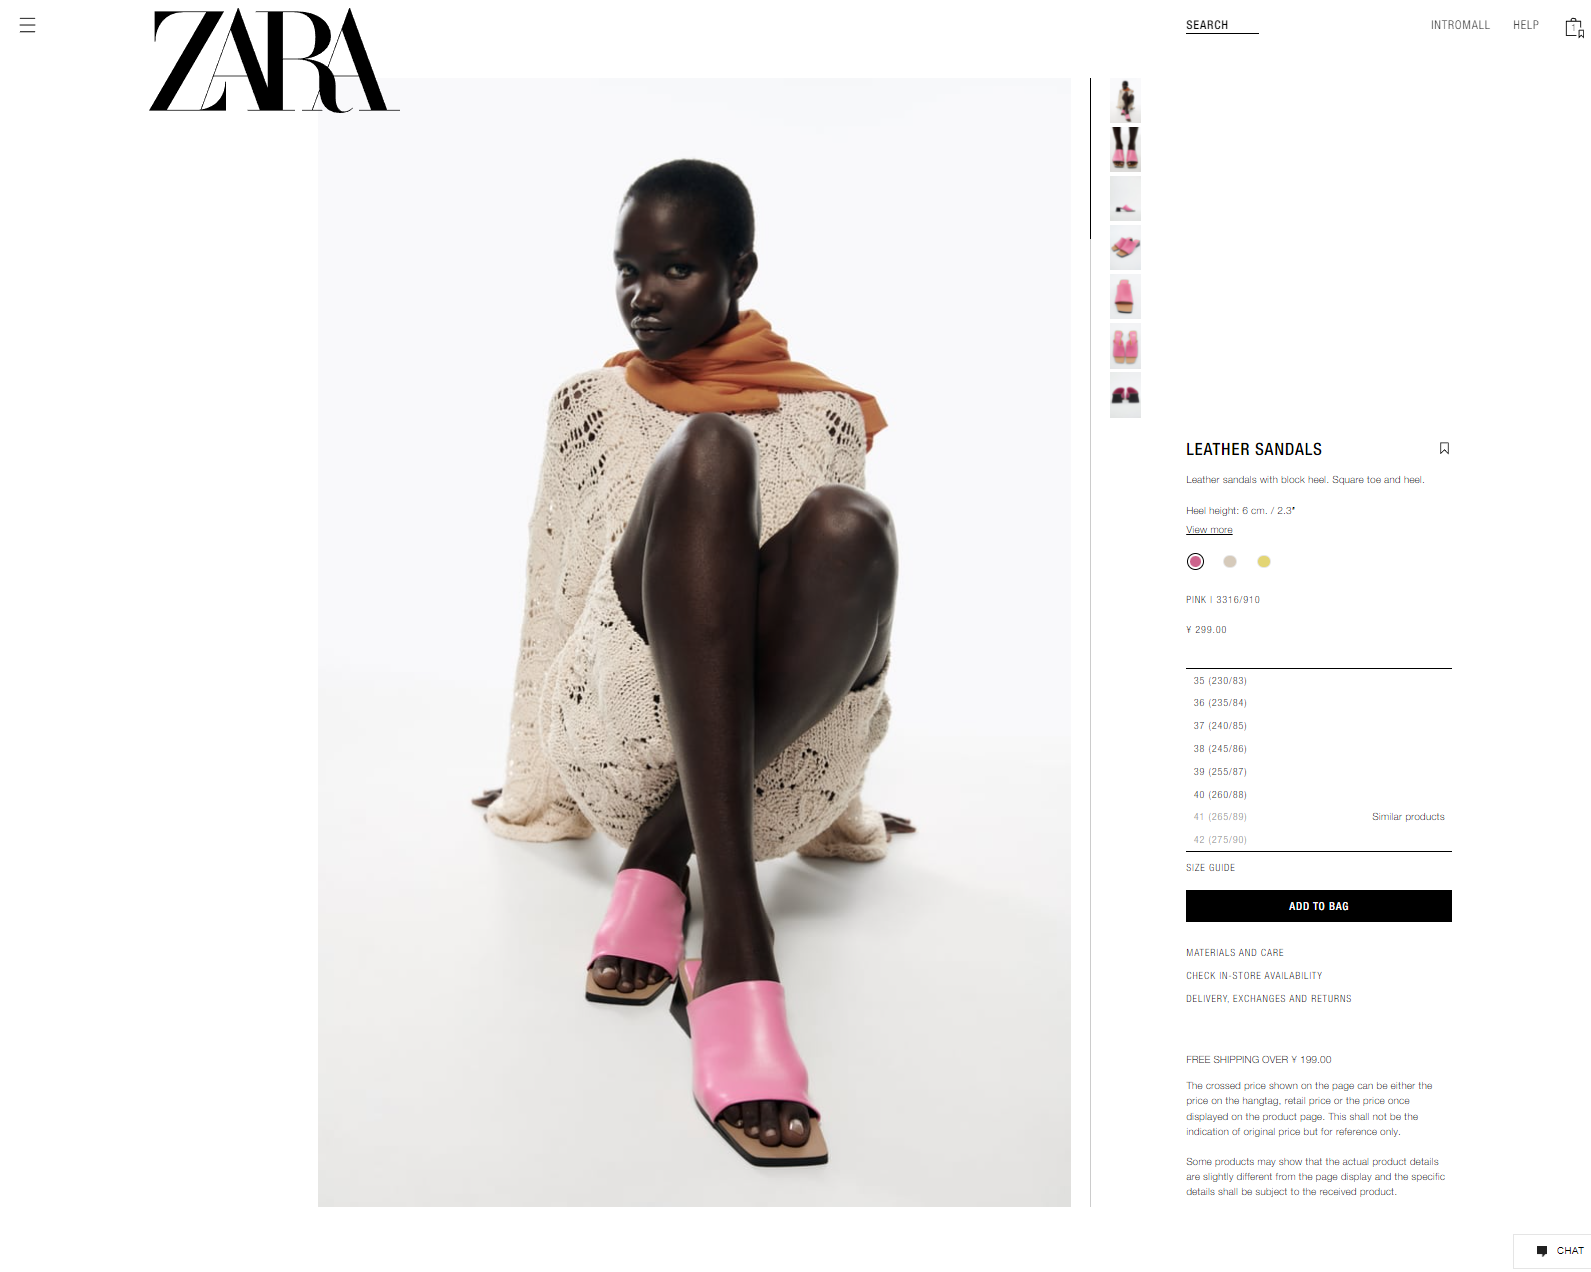 ZARA
SEARCH
INTROMALL
HELP
1
LEATHER SANDALS
Leather sandals with block heel. Square toe and heel.
Heel height: 6 cm. / 2.3"
View more
PINK | 3316/910
¥ 299.00
35 (230/83)
36 (235/84)
37 (240/85)
38 (245/86)
39 (255/87)
40 (260/88)
41 (265/89) Similar products
42 (275/90)
SIZE GUIDE
ADD TO BAG
MATERIALS AND CARE
CHECK IN-STORE AVAILABILITY
DELIVERY, EXCHANGES AND RETURNS
FREE SHIPPING OVER ¥ 199.00
The crossed price shown on the page can be either the
price on the hangtag, retail price or the price once
displayed on the product page. This shall not be the
indication of original price but for reference only.
Some products may show that the actual product details
are slightly different from the page display and the specific
details shall be subject to the received product.
CHAT